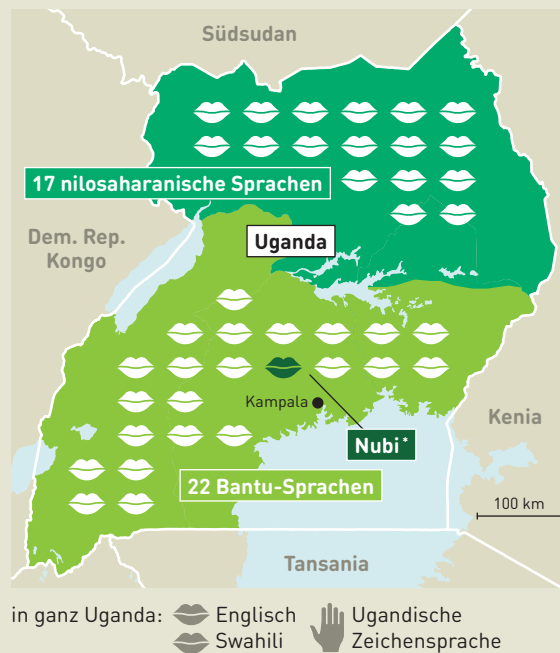 Südsudan
17 nilosaharanische Sprachen
Dem. Rep.
Kongo
Uganda
Kampala
Kenia
Nubi*
22 Bantu-Sprachen
100 km
Tansania
in ganz Uganda: Englisch
Swahili
Ugandische
Zeichensprache